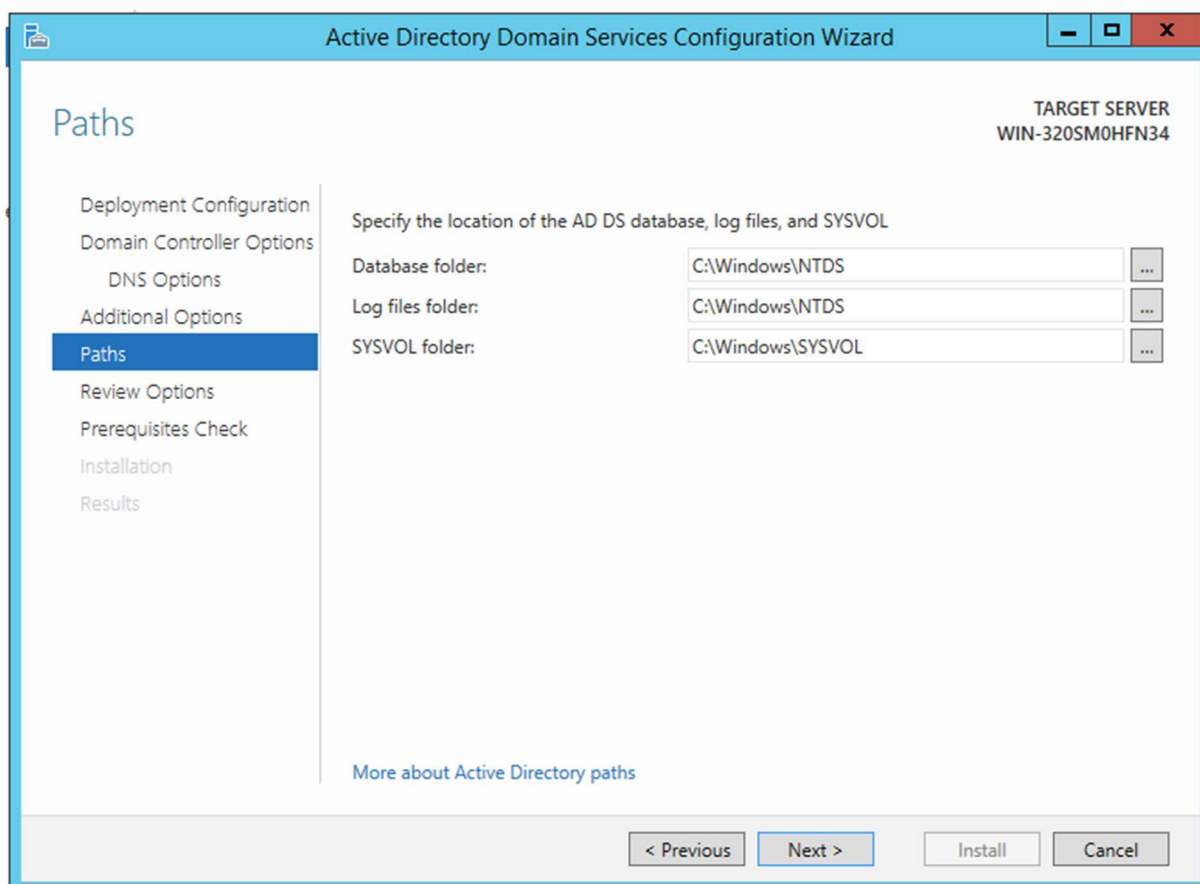 Active Directory Domain Services Configuration Wizard
Paths
TARGET SERVER
WIN-320SM0HFN34
Deployment Configuration
Domain Controller Options
DNS Options
Additional Options
Paths
Review Options
Prerequisites Check
Installation
Results
Specify the location of the AD DS database, log files, and SYSVOL
Database folder: C:\Windows\NTDS ...
Log files folder: C:\Windows\NTDS ...
SYSVOL folder: C:\Windows\SYSVOL ...
More about Active Directory paths
< Previous Next > Install Cancel